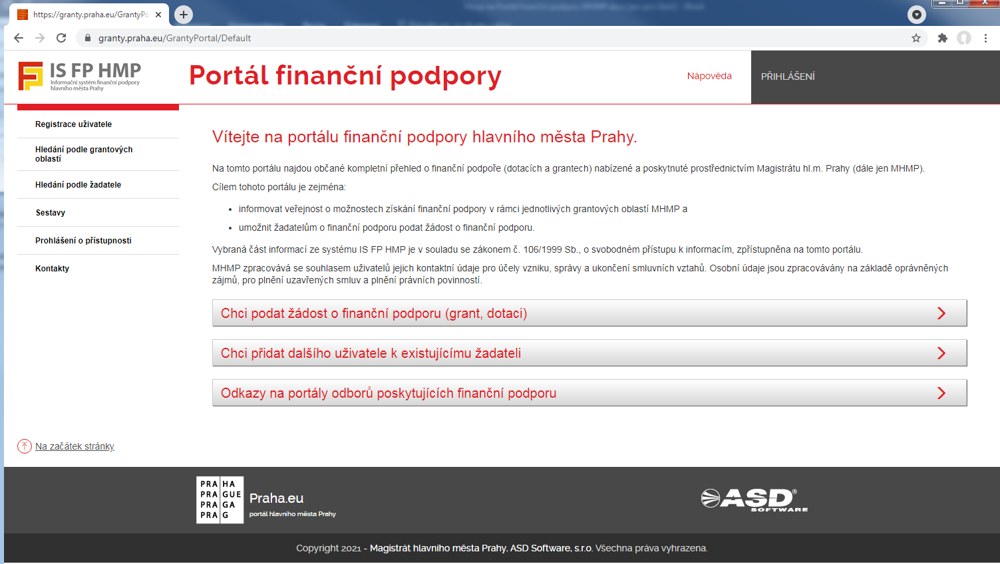 https://granty.praha.eu/GrantyPo
granty.praha.eu/GrantyPortal/Default
IS FP HMP
Informační systém finanční podpory
hlavního města Prahy
Portál finanční podpory
Nápověda
PŘIHLÁŠENÍ
Registrace uživatele
Hledání podle grantových
oblastí
Hledání podle žadatele
Sestavy
Prohlášení o přístupnosti
Kontakty
Vítejte na portálu finanční podpory hlavního města Prahy.
Na tomto portálu najdou občané kompletní přehled o finanční podpoře (dotacích a grantech) nabízené a poskytnuté prostřednictvím Magistrátu hl.m. Prahy (dále jen MHMP).
Cílem tohoto portálu je zejména:
• informovat veřejnost o možnostech získání finanční podpory v rámci jednotlivých grantových oblastí MHMP a
• umožnit žadatelům o finanční podporu podat žádost o finanční podporu.
Vybraná část informací ze systému IS FP HMP je v souladu se zákonem č. 106/1999 Sb., o svobodném přístupu k informacím, zpřístupněna na tomto portálu.
MHMP zpracovává se souhlasem uživatelů jejich kontaktní údaje pro účely vzniku, správy a ukončení smluvních vztahů. Osobní údaje jsou zpracovávány na základě oprávněných
zájmů, pro plnění uzavřených smluv a plnění právních povinností.
Chci podat žádost o finanční podporu (grant, dotaci)
Chci přidat dalšího uživatele k existujícímu žadateli
Odkazy na portály odborů poskytujících finanční podporu
Na začátek stránky
PRA HA
PRA GUE
PRA GA
PRA G
Praha.eu
portál hlavního města Prahy
ASD®
SOFTWARE
Copyright 2021 - Magistrát hlavního města Prahy, ASD Software, s.r.o. Všechna práva vyhrazena.